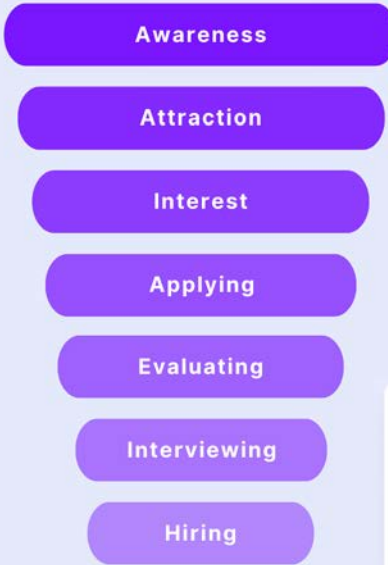 Awareness
Attraction
Interest
Applying
Evaluating
Interviewing
Hiring